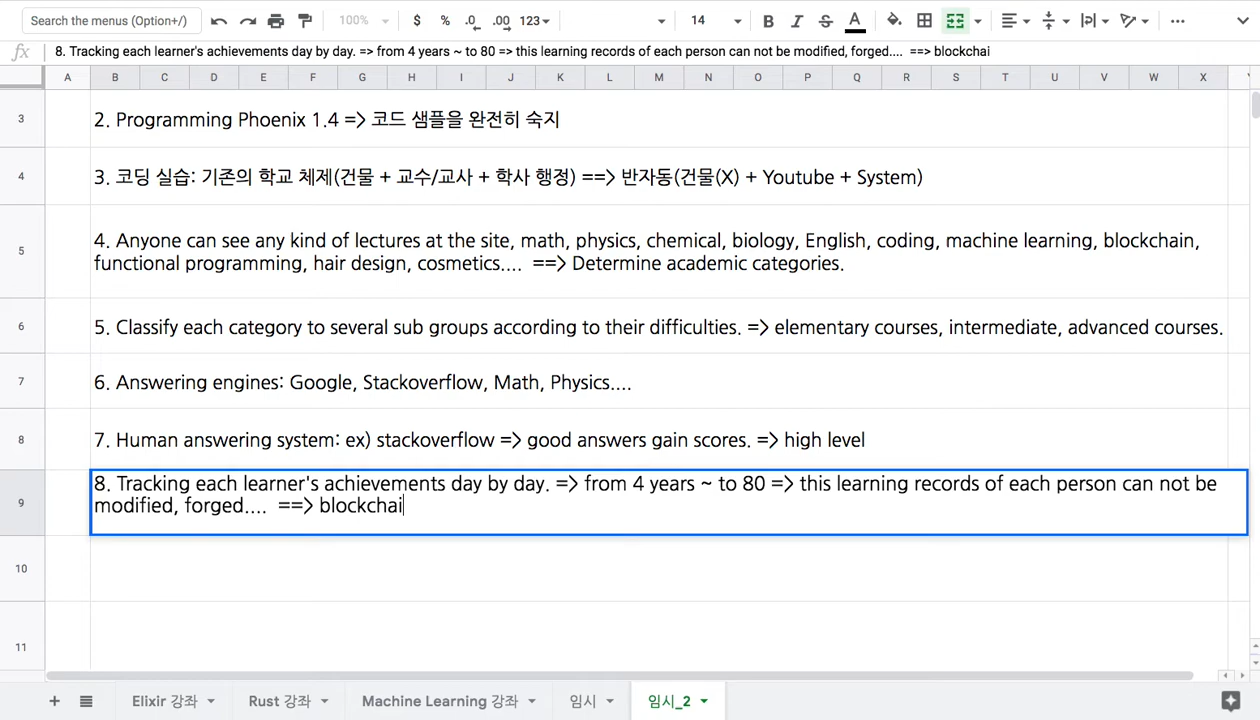 Search the menus (Option+/) 100% $ % .0 .00 123 14 B I S A
fx 8. Tracking each learner's achievements day by day. => from 4 years ~ to 80 => this learning records of each person can not be modified, forged.... ==> blockchai
A B C D E F G H I J K L M N O P Q R S T U V W X
3 2. Programming Phoenix 1.4 => 코드 샘플을 완전히 숙지
4 3. 코딩 실습: 기존의 학교 체제(건물 + 교수/교사 + 학사 행정) ==> 반자동(건물(X) + Youtube + System)
5 4. Anyone can see any kind of lectures at the site, math, physics, chemical, biology, English, coding, machine learning, blockchain,
functional programming, hair design, cosmetics.... ==> Determine academic categories.
6 5. Classify each category to several sub groups according to their difficulties. => elementary courses, intermediate, advanced courses.
7 6. Answering engines: Google, Stackoverflow, Math, Physics....
8 7. Human answering system: ex) stackoverflow => good answers gain scores. => high level
9 8. Tracking each learner's achievements day by day. => from 4 years ~ to 80 => this learning records of each person can not be
modified, forged.... ==> blockchai
10
11
+ Elixir 강좌 Rust 강좌 Machine Learning 강좌 임시 임시_2